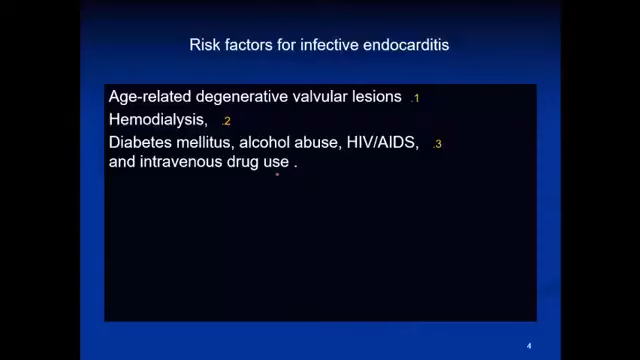 Risk factors for infective endocarditis
Age-related degenerative valvular lesions .1
Hemodialysis, .2
Diabetes mellitus, alcohol abuse, HIV/AIDS, .3
and intravenous drug use .
4